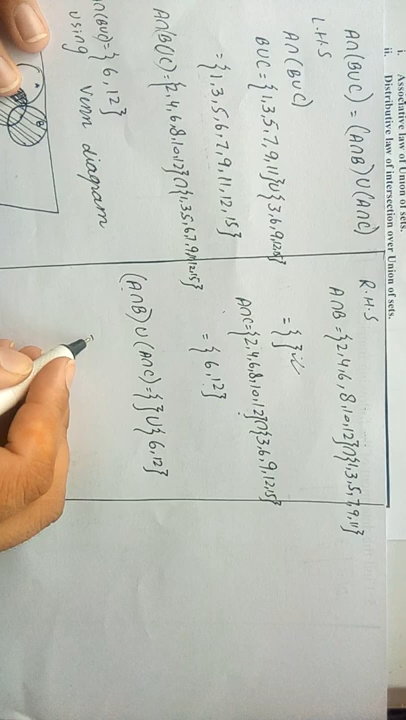 i. Associative law of Union of sets.
ii. Distributive law of intersection over Union of sets.
A∩(B∪C) = (A∩B)∪(A∩C)
L.H.S
A∩(B∪C)
B∪C = {1,3,5,7,9,11}∪{3,6,9,12,15}
= {1,3,5,6,7,9,11,12,15}
A∩(B∪C) = {2,4,6,8,10,12}∩{1,3,5,6,7,9,11,12,15}
∩(B∪C) = {6,12}
using Venn diagram
A
B
R.H.S
A∩B = {2,4,6,8,10,12}∩{1,3,5,7,9,11}
= { }
A∩C = {2,4,6,8,10,12}∩{3,6,9,12,15}
= {6,12}
(A∩B)∪(A∩C) = { }∪{6,12}